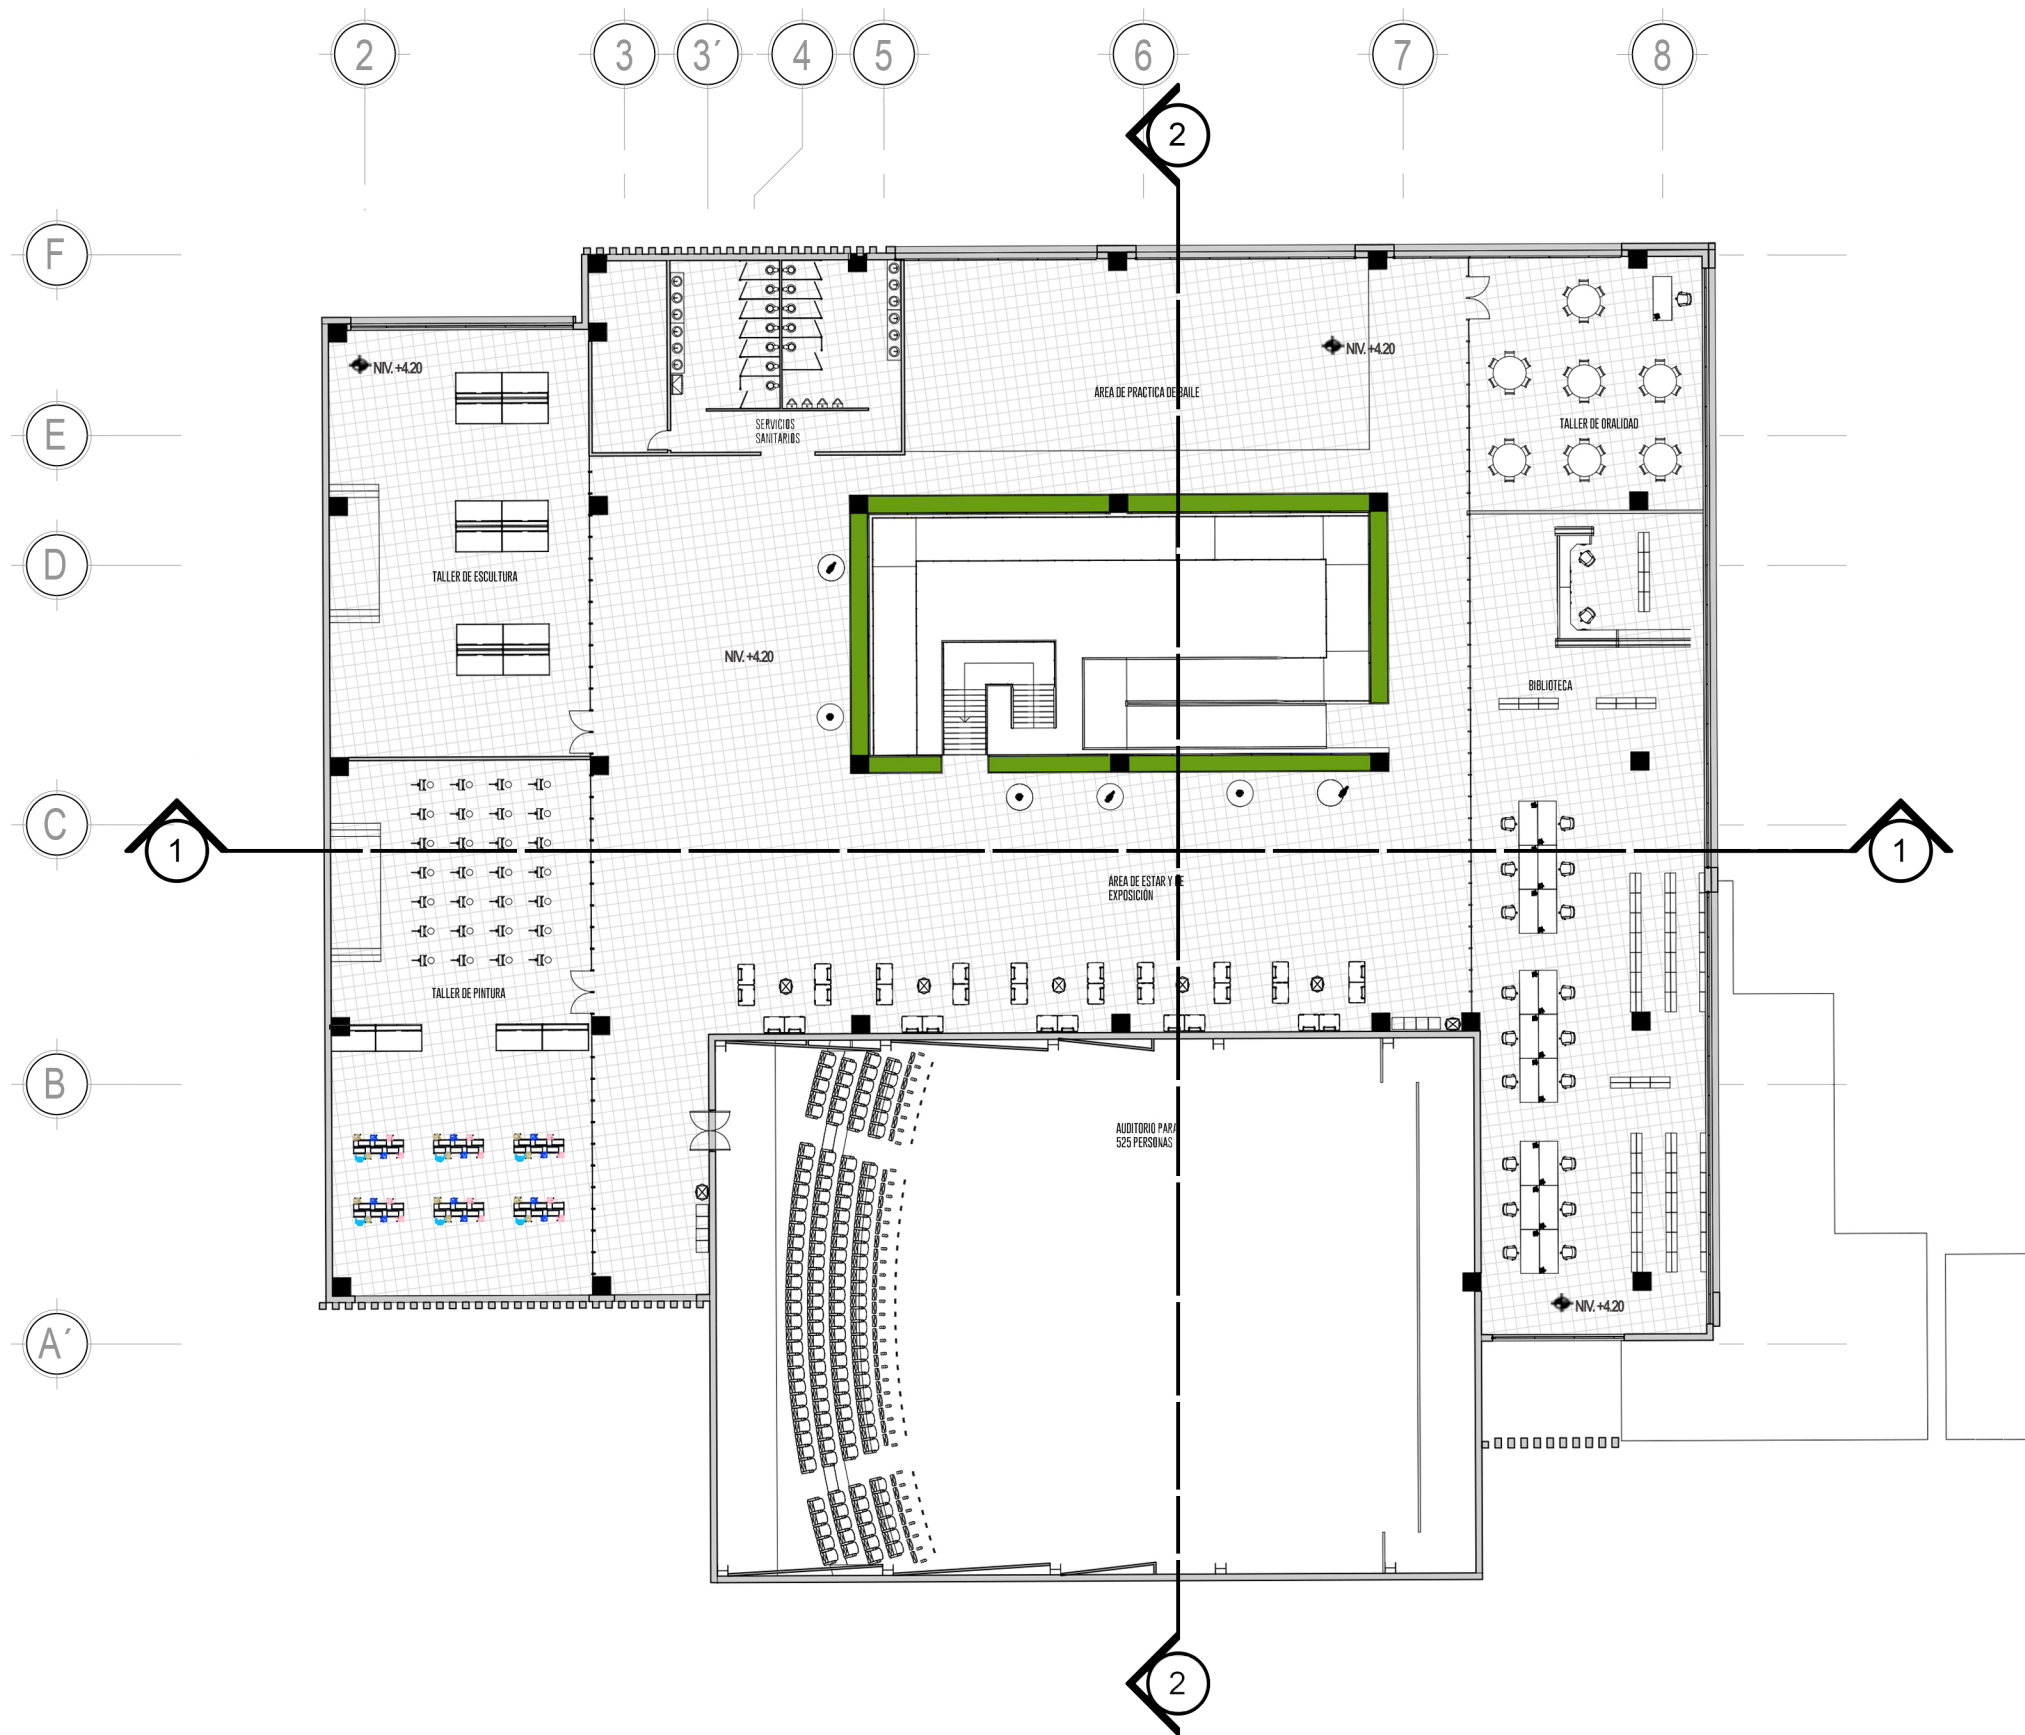 2 3 3´ 4 5 6 7 8
2
F
NIV. +4.20
NIV. +4.20
ÁREA DE PRACTICA DE BAILE
SERVICIOS
SANITARIOS
TALLER DE ORALIDAD
E
D
TALLER DE ESCULTURA
NIV. +4.20
BIBLIOTECA
C
1
1
ÁREA DE ESTAR Y DE
EXPOSICIÓN
TALLER DE PINTURA
B
AUDITORIO PARA
525 PERSONAS
NIV. +4.20
A´
2